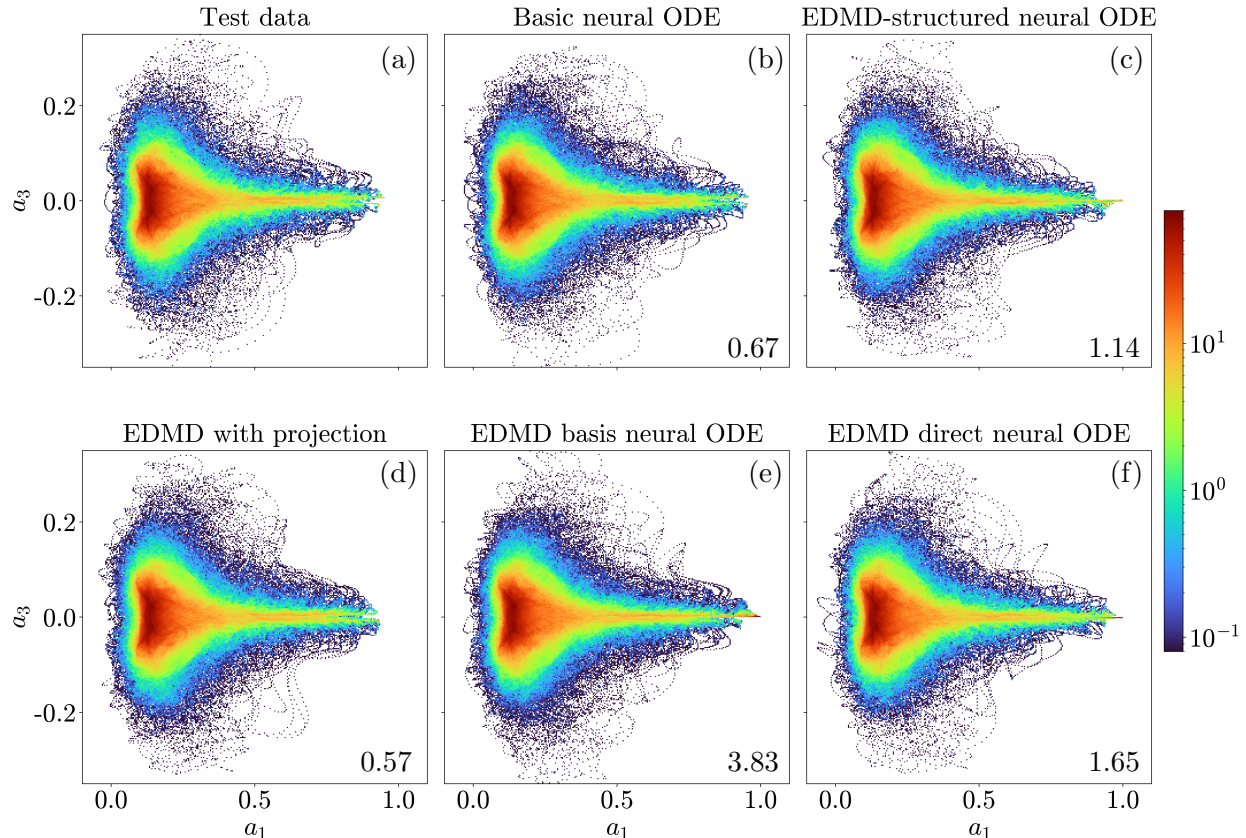 Test data
Basic neural ODE
EDMD-structured neural ODE
(a)
(b)
(c)
0.2
0.0
-0.2
a3
0.67
1.14
10^1
10^0
10^−1
EDMD with projection
EDMD basis neural ODE
EDMD direct neural ODE
(d)
(e)
(f)
0.2
0.0
-0.2
a3
0.57
3.83
1.65
0.0 0.5 1.0
0.0 0.5 1.0
0.0 0.5 1.0
a1
a1
a1